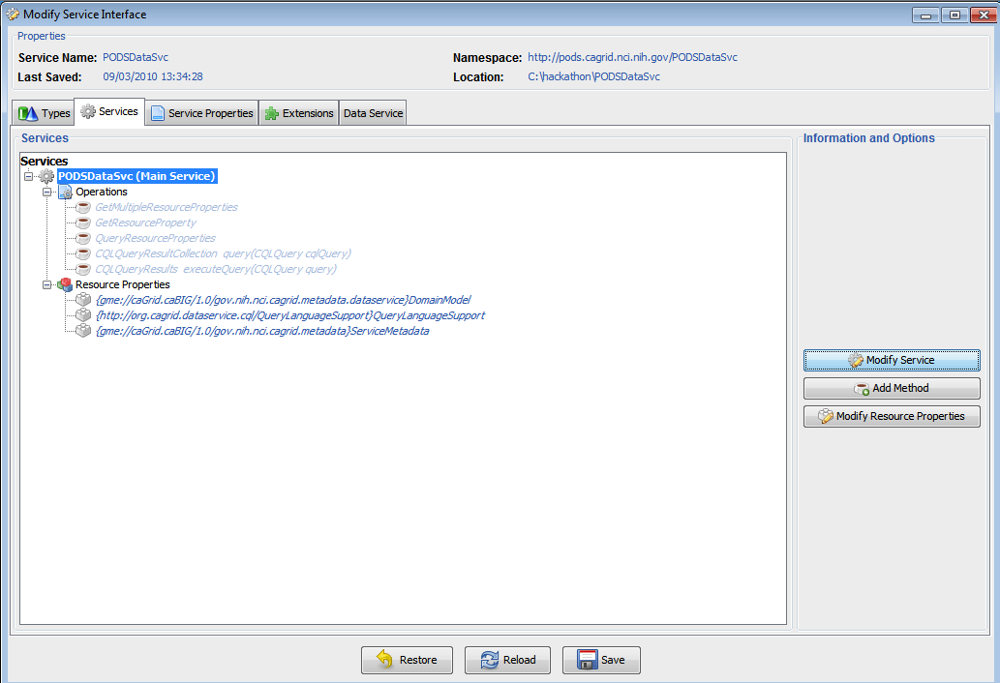 Modify Service Interface
Properties
Service Name: PODSDataSvc Namespace: http://pods.cagrid.nci.nih.gov/PODSDataSvc
Last Saved: 09/03/2010 13:34:28 Location: C:\hackathon\PODSDataSvc
Types Services Service Properties Extensions Data Service
Services
Information and Options
Services
PODSDataSvc (Main Service)
Operations
GetMultipleResourceProperties
GetResourceProperty
QueryResourceProperties
CQLQueryResultCollection query(CQLQuery cqlQuery)
CQLQueryResults executeQuery(CQLQuery query)
Resource Properties
{gme://caGrid.caBIG/1.0/gov.nih.nci.cagrid.metadata.dataservice}DomainModel
{http://org.cagrid.dataservice.cql/QueryLanguageSupport}QueryLanguageSupport
{gme://caGrid.caBIG/1.0/gov.nih.nci.cagrid.metadata}ServiceMetadata
Modify Service
Add Method
Modify Resource Properties
Restore Reload Save